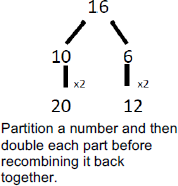 16
10 6
x2 x2
20 12
Partition a number and then
double each part before
recombining it back
together.